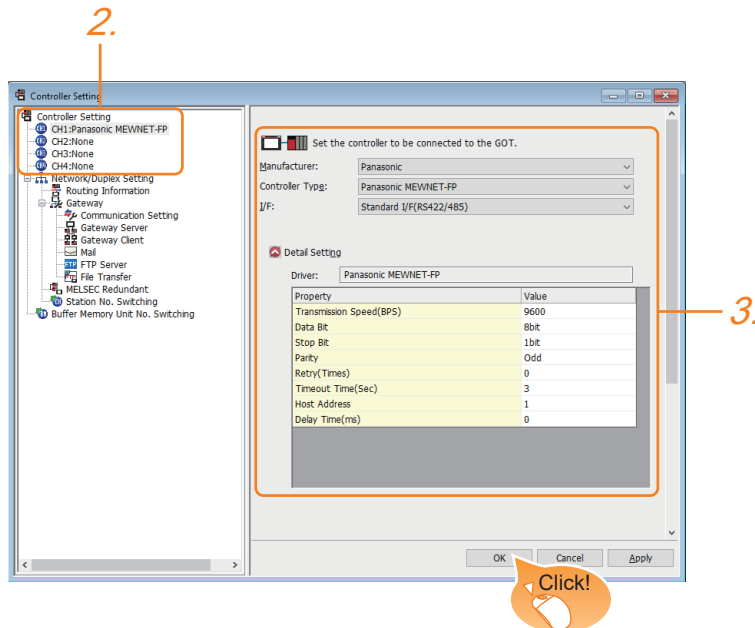 2.
Controller Setting
Controller Setting
CH1:Panasonic MEWNET-FP
CH2:None
CH3:None
CH4:None
Network/Duplex Setting
Routing Information
Gateway
Communication Setting
Gateway Server
Gateway Client
Mail
FTP Server
File Transfer
MELSEC Redundant
Station No. Switching
Buffer Memory Unit No. Switching
Set the controller to be connected to the GOT.
Manufacturer: Panasonic
Controller Type: Panasonic MEWNET-FP
I/F: Standard I/F(RS422/485)
Detail Setting
Driver: Panasonic MEWNET-FP
Property Value
Transmission Speed(BPS) 9600
Data Bit 8bit
Stop Bit 1bit
Parity Odd
Retry(Times) 0
Timeout Time(Sec) 3
Host Address 1
Delay Time(ms) 0
3.
OK Cancel Apply
Click!